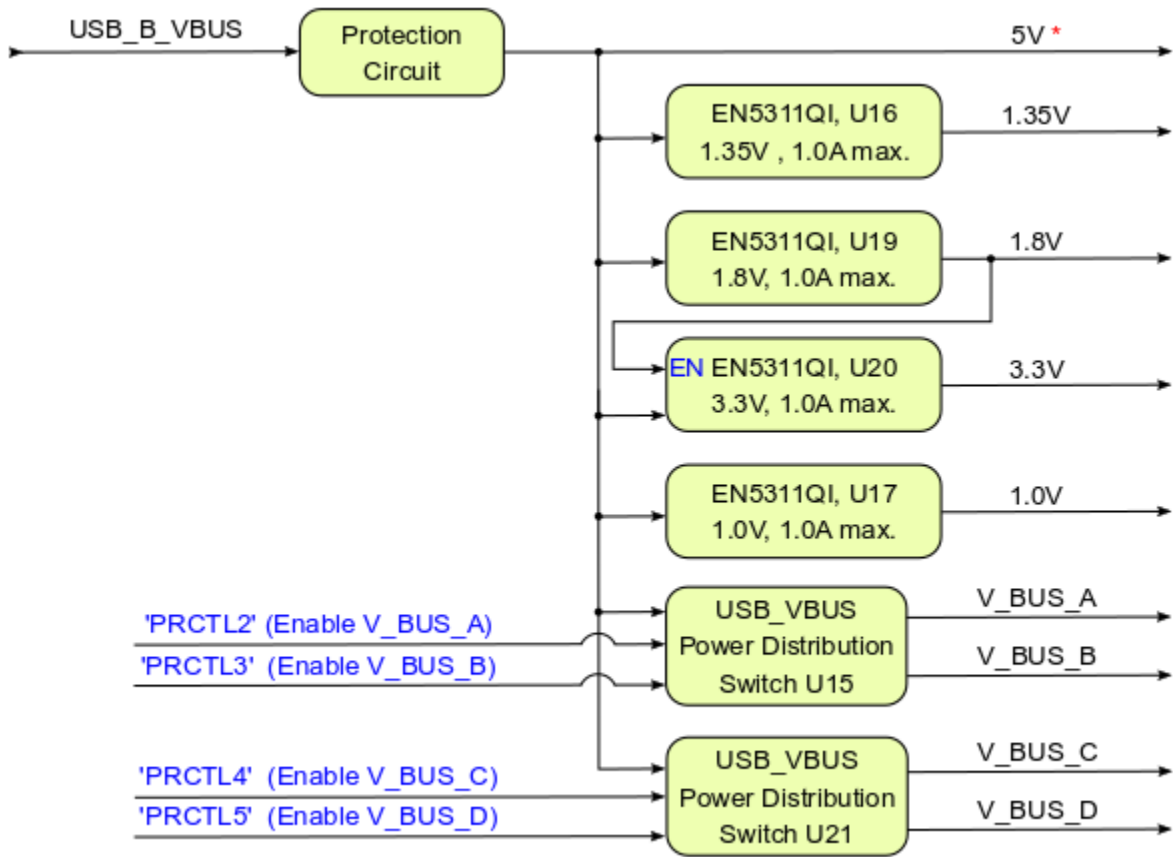 USB_B_VBUS
Protection
Circuit
5V *
EN5311QI, U16
1.35V , 1.0A max.
1.35V
EN5311QI, U19
1.8V, 1.0A max.
1.8V
EN EN5311QI, U20
3.3V, 1.0A max.
3.3V
EN5311QI, U17
1.0V, 1.0A max.
1.0V
'PRCTL2' (Enable V_BUS_A)
'PRCTL3'  (Enable V_BUS_B)
USB_VBUS
Power Distribution
Switch U15
V_BUS_A
V_BUS_B
'PRCTL4'  (Enable V_BUS_C)
'PRCTL5'  (Enable V_BUS_D)
USB_VBUS
Power Distribution
Switch U21
V_BUS_C
V_BUS_D